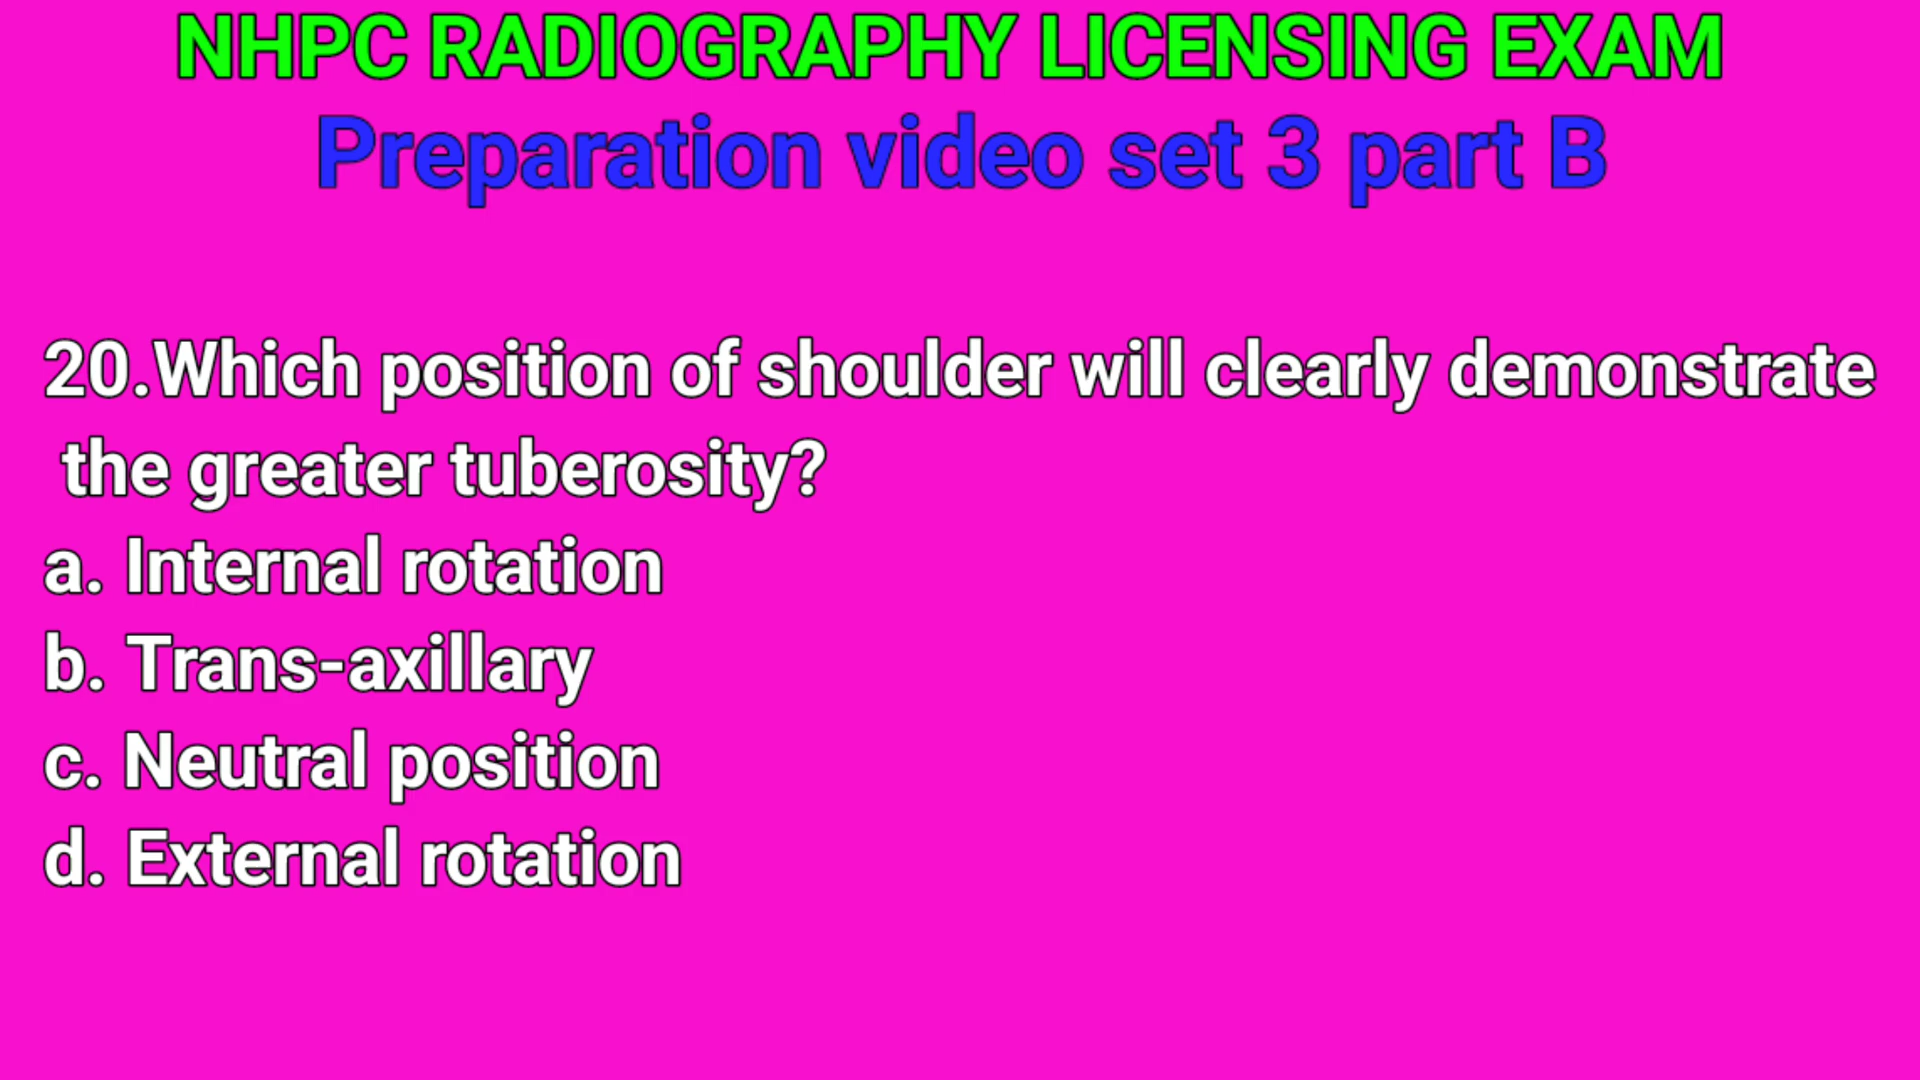 NHPC RADIOGRAPHY LICENSING EXAM
Preparation video set 3 part B
20.Which position of shoulder will clearly demonstrate
the greater tuberosity?
a. Internal rotation
b. Trans-axillary
c. Neutral position
d. External rotation